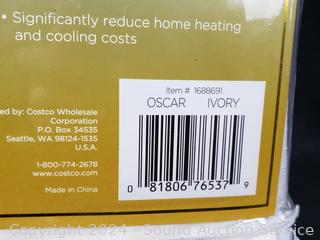 • Significantly reduce home heating
and cooling costs
Item # 1688691
OSCAR IVORY
ed by: Costco Wholesale
Corporation
P.O. Box 34535
Seattle, WA 98124-1535
U.S.A.
1-800-774-2678
www.costco.com
Made in China
0 81806 76537 9
Copyright 2024 - Sound Auction Service